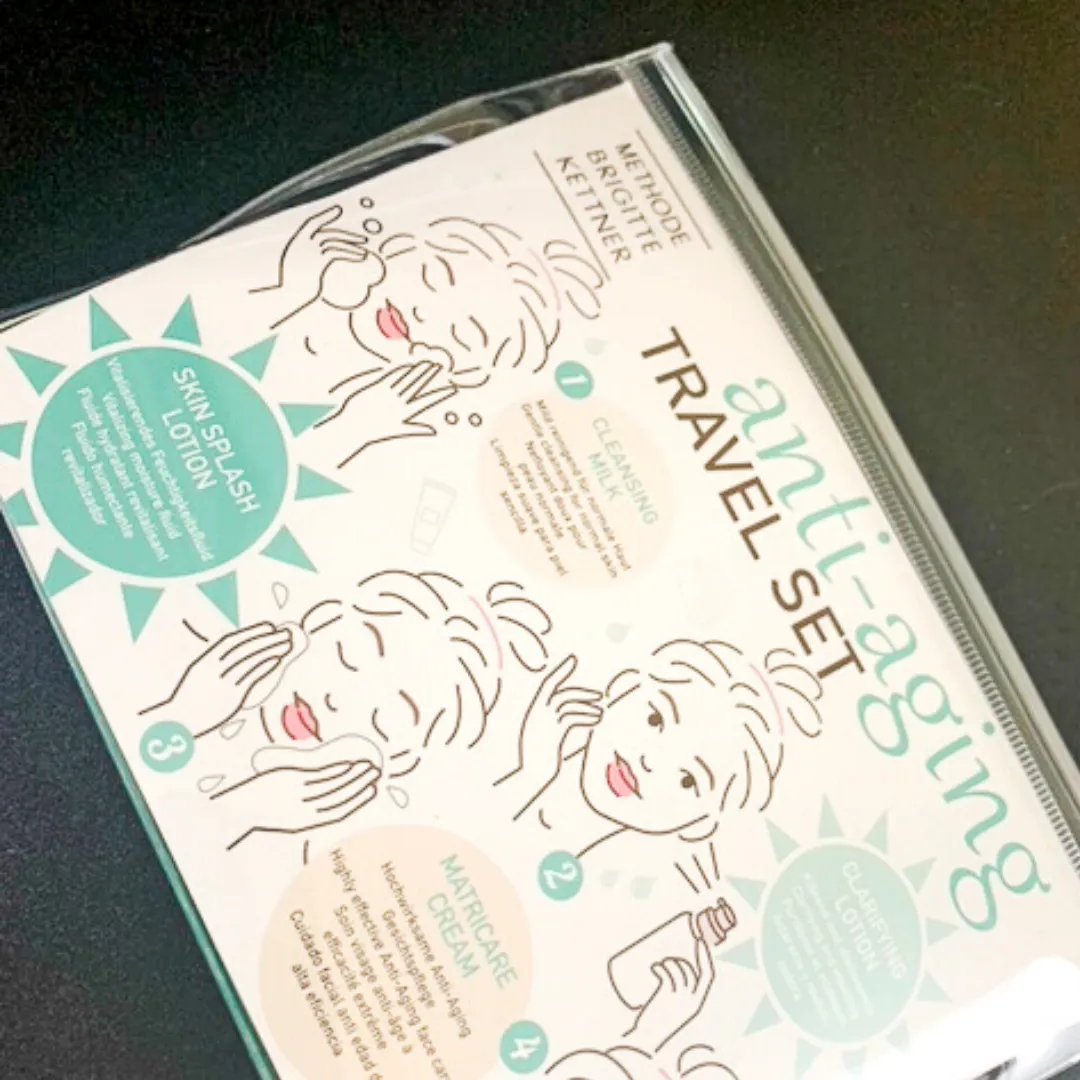 METHODE
BRIGITTE
KETTNER
anti-aging
TRAVEL SET
1
CLEANSING
MILK
Mild reinigend für normale Haut
Gentle cleansing for normal skin
Nettoyant doux pour
peau normale
Limpieza suave para piel
sencilla
2
CLARIFYING
LOTION
3
SKIN SPLASH
LOTION
Vitalisierendes Feuchtigkeitsfluid
Vitalizing moisture fluid
Fluide hydratant revitalisant
Fluido humectante
revitalizador
4
MATRICARE
CREAM
Hochwirksame Anti-Aging
Gesichtspflege
Highly effective Anti-Aging face
Soin visage anti-âge à
efficacité extrême
Cuidado facial anti edad
alta eficiencia